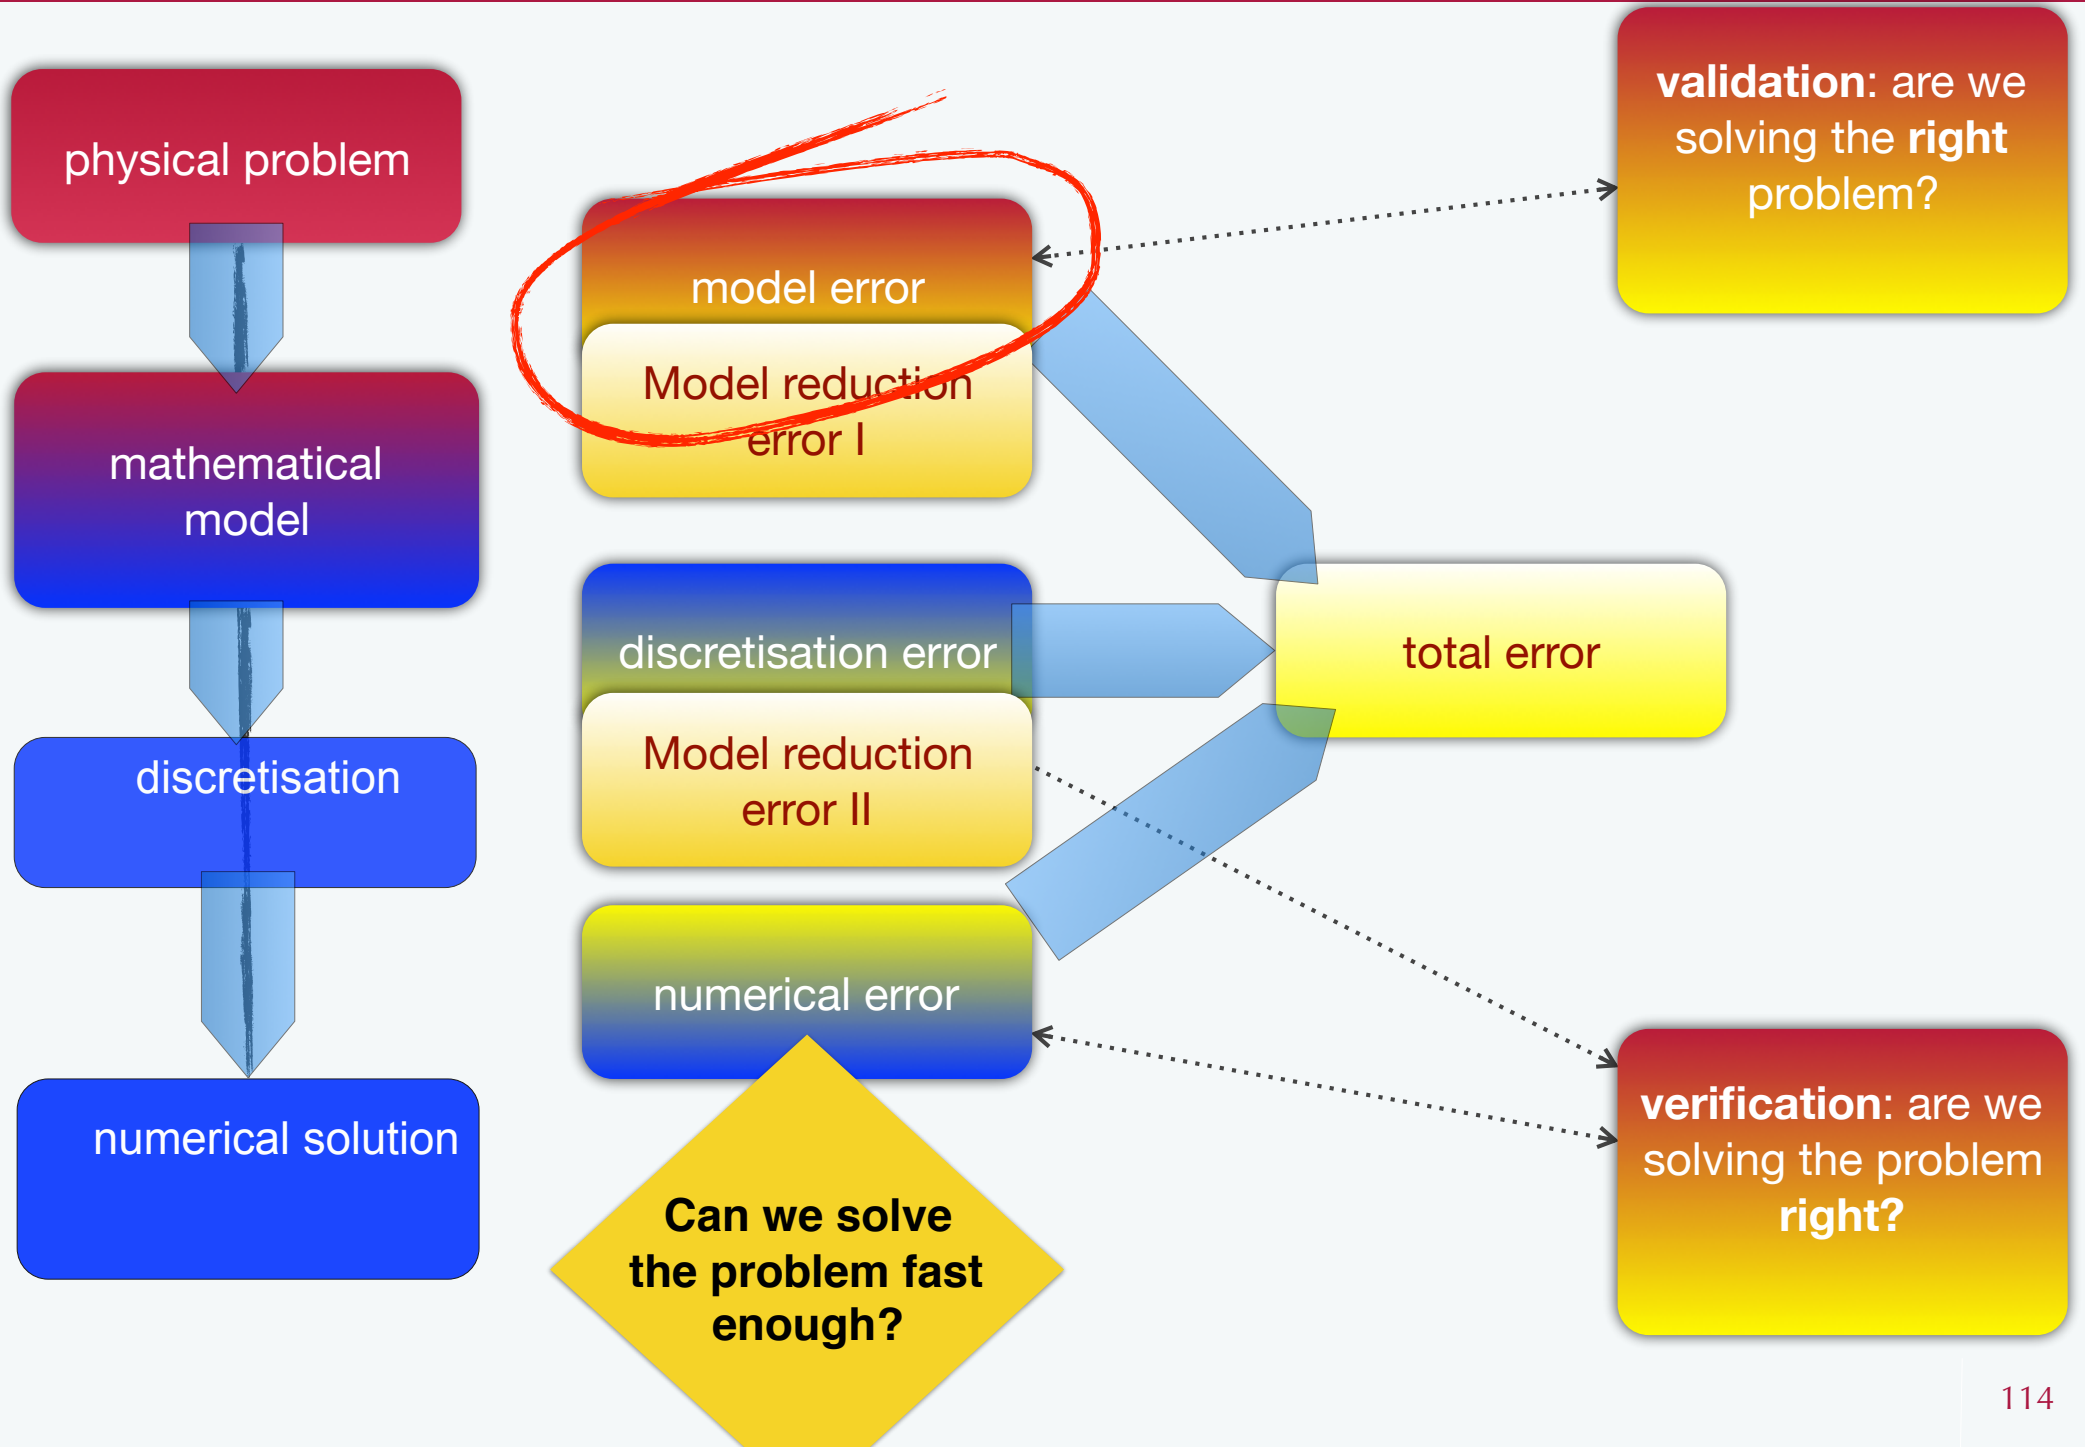 physical problem
mathematical
model
discretisation
numerical solution
model error
Model reduction
error I
discretisation error
Model reduction
error II
numerical error
Can we solve
the problem fast
enough?
total error
validation: are we
solving the right
problem?
verification: are we
solving the problem
right?
114